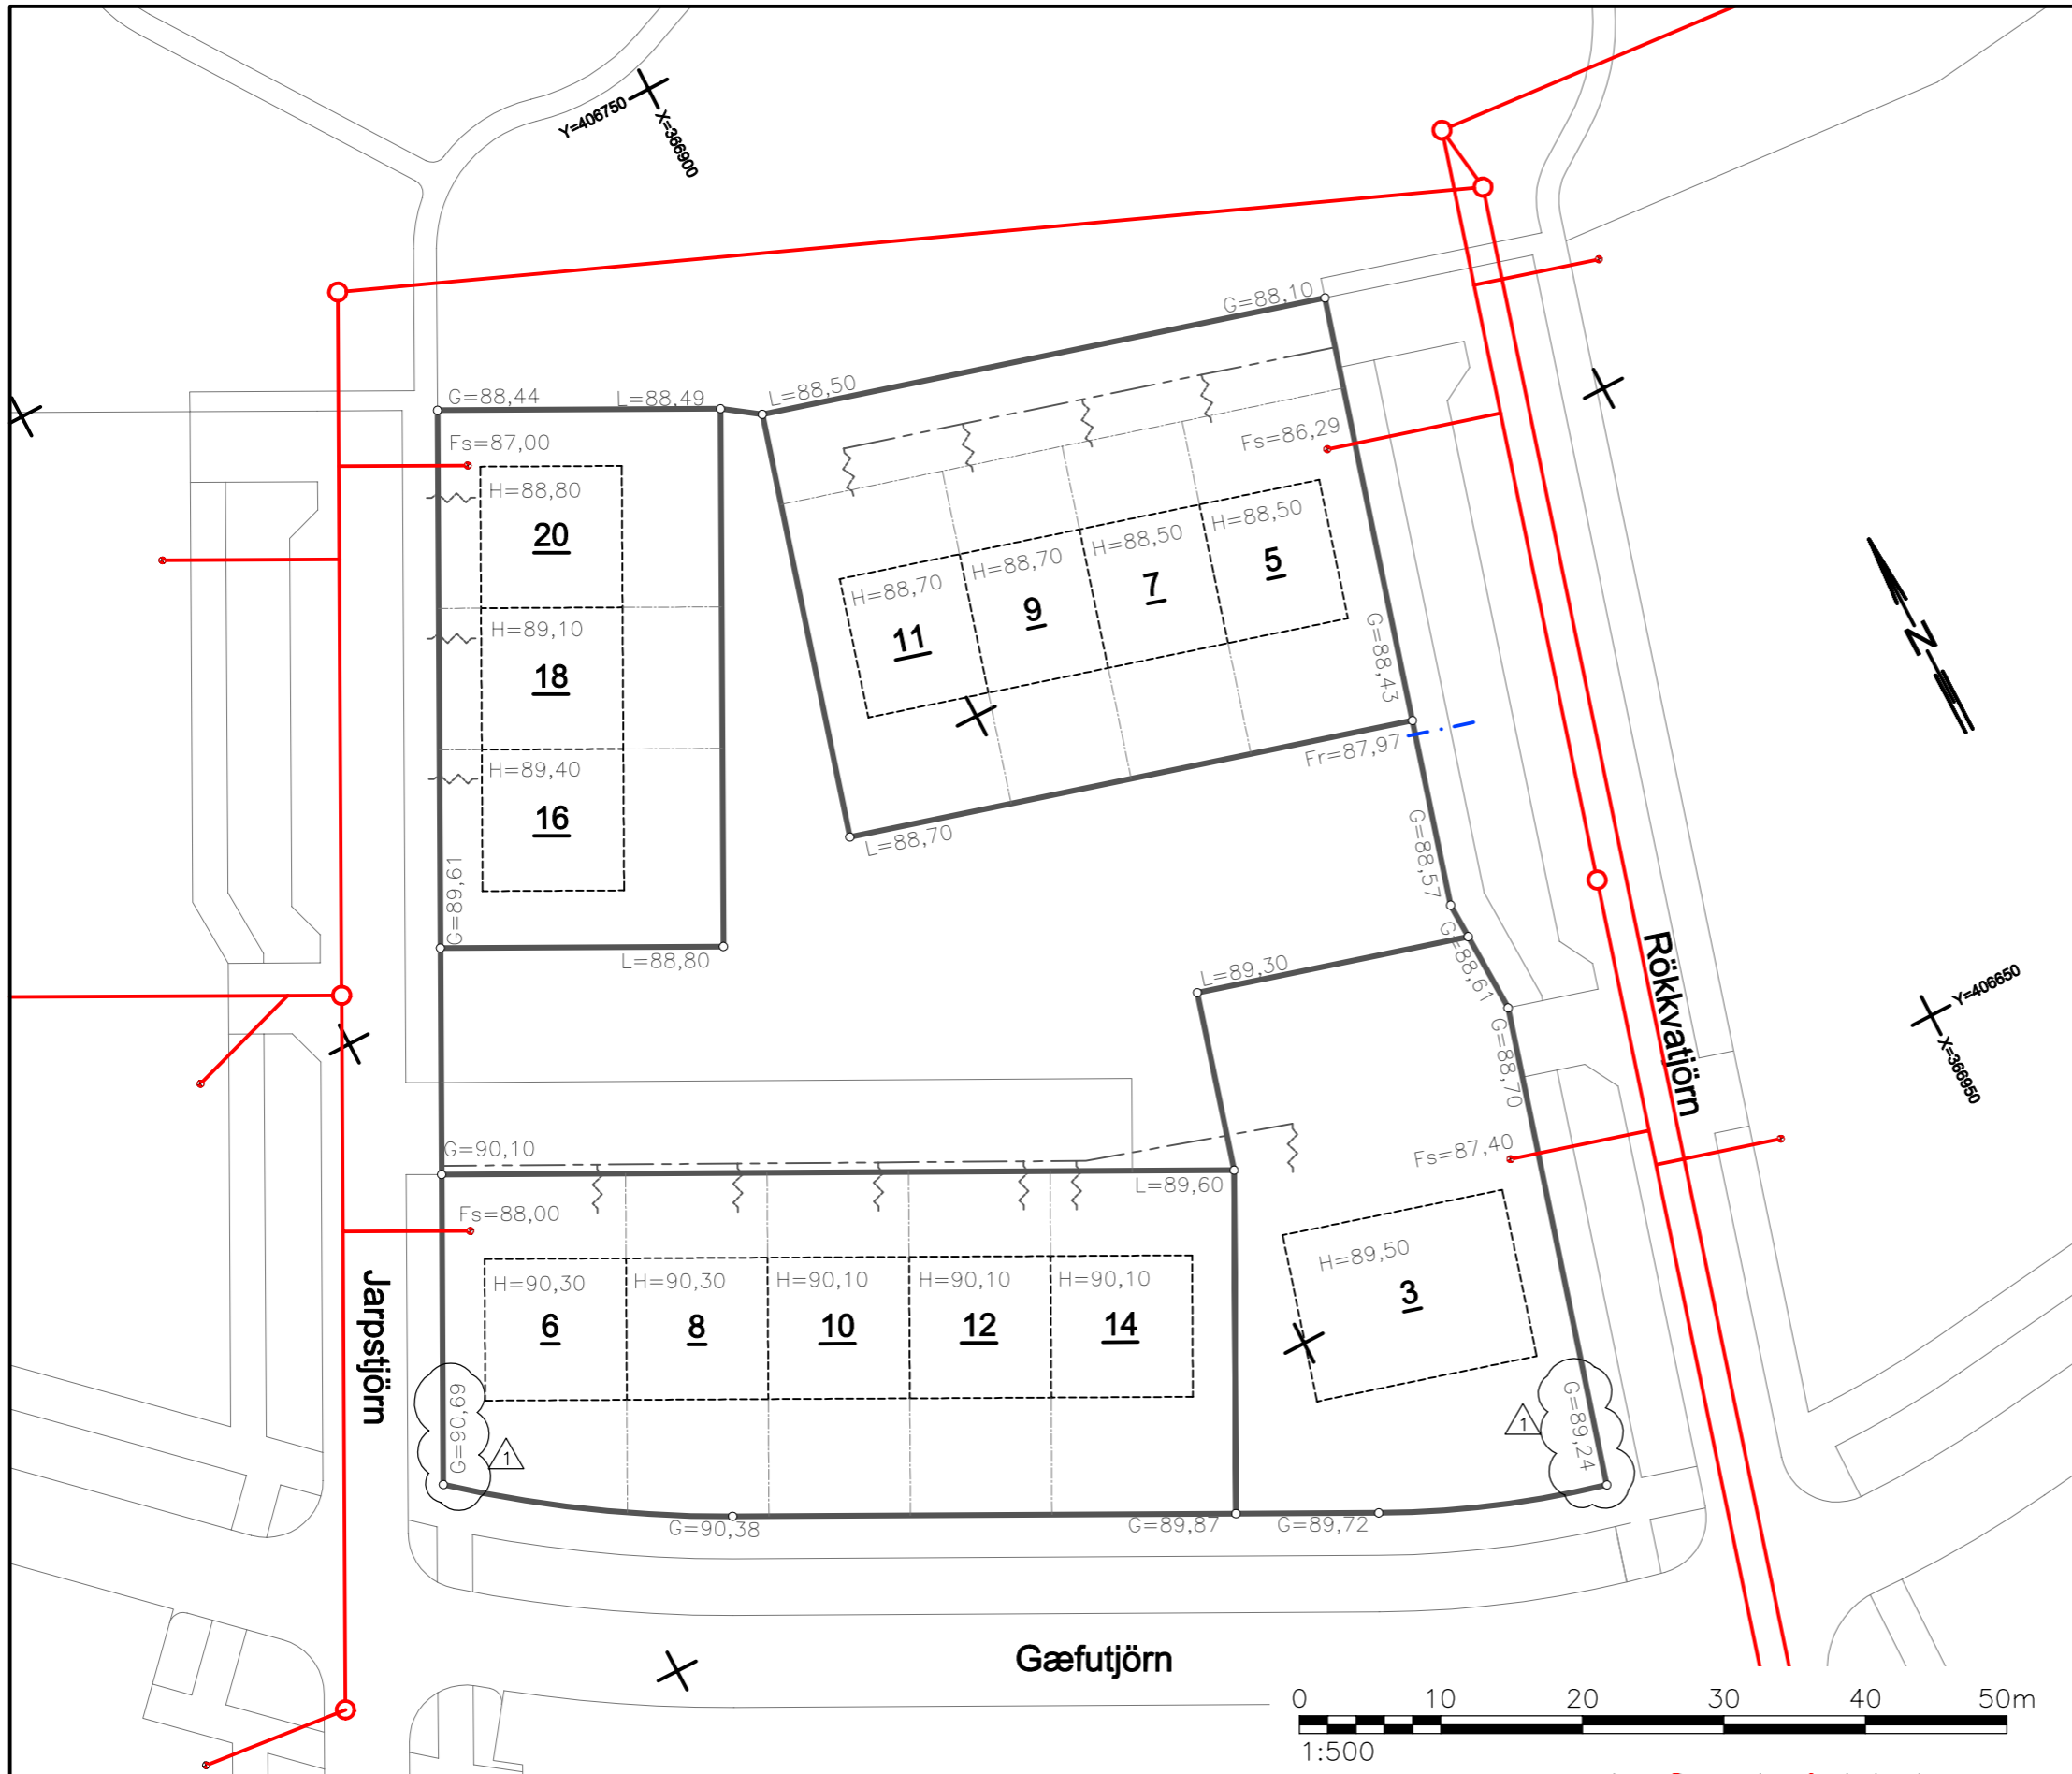 Y=406750
X=366900
G=88,10
G=88,44
L=88,49
L=88,50
Fs=87,00
Fs=86,29
H=88,80
20
H=88,50
5
H=88,50
7
H=88,70
9
H=88,70
11
H=89,10
18
G=88,43
H=89,40
16
Fr=87,97
L=88,70
G=88,57
G=89,61
L=88,80
G=88,61
L=89,30
Rökkvatjörn
Y=406650
X=366950
G=88,70
G=90,10
Fs=87,40
L=89,60
Fs=88,00
H=89,50
3
H=90,30
6
H=90,30
8
H=90,10
10
H=90,10
12
H=90,10
14
Jarpstjörn
G=90,69
1
1
G=89,24
G=90,38
G=89,87
G=89,72
N
Gæfutjörn
0 10 20 30 40 50m
1:500